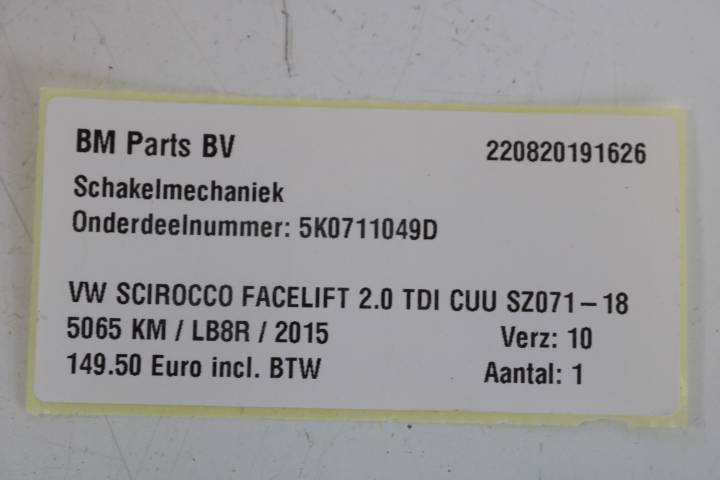 BM Parts BV 220820191626
Schakelmechaniek
Onderdeelnummer: 5K0711049D
VW SCIROCCO FACELIFT 2.0 TDI CUU SZ071-18
5065 KM / LB8R / 2015 Verz: 10
149.50 Euro incl. BTW Aantal: 1